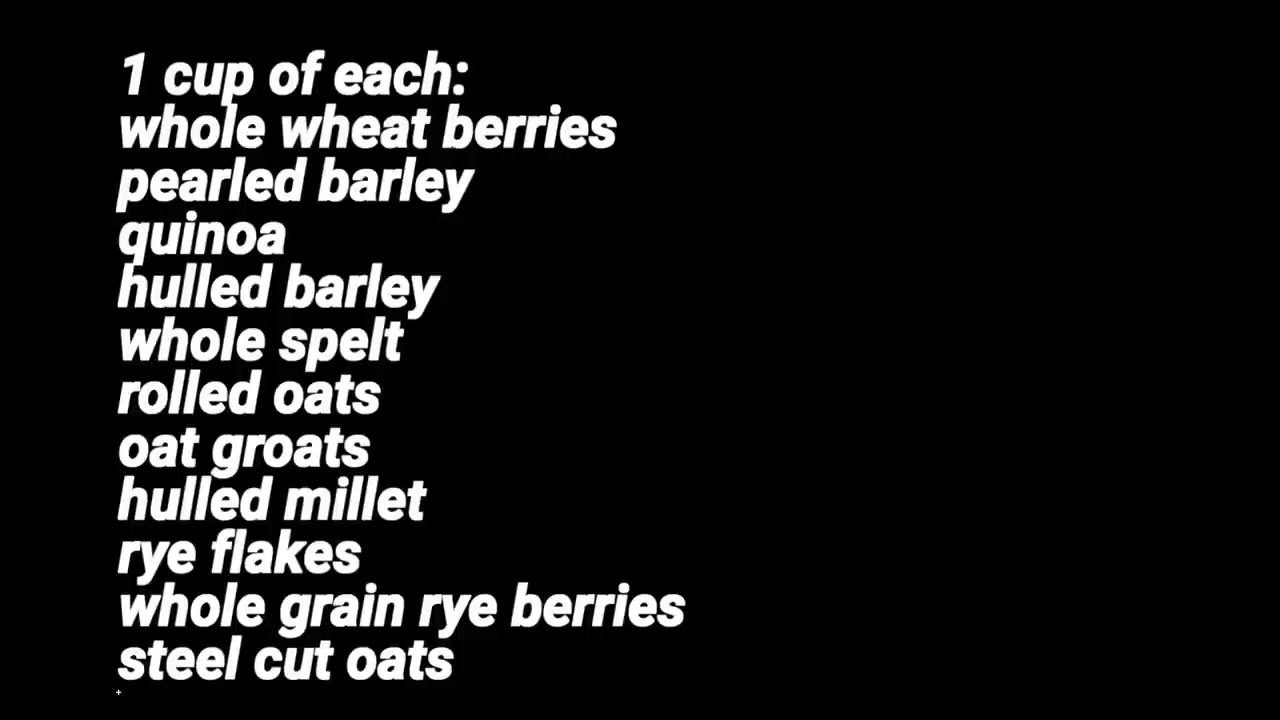 1 cup of each:
whole wheat berries
pearled barley
quinoa
hulled barley
whole spelt
rolled oats
oat groats
hulled millet
rye flakes
whole grain rye berries
steel cut oats